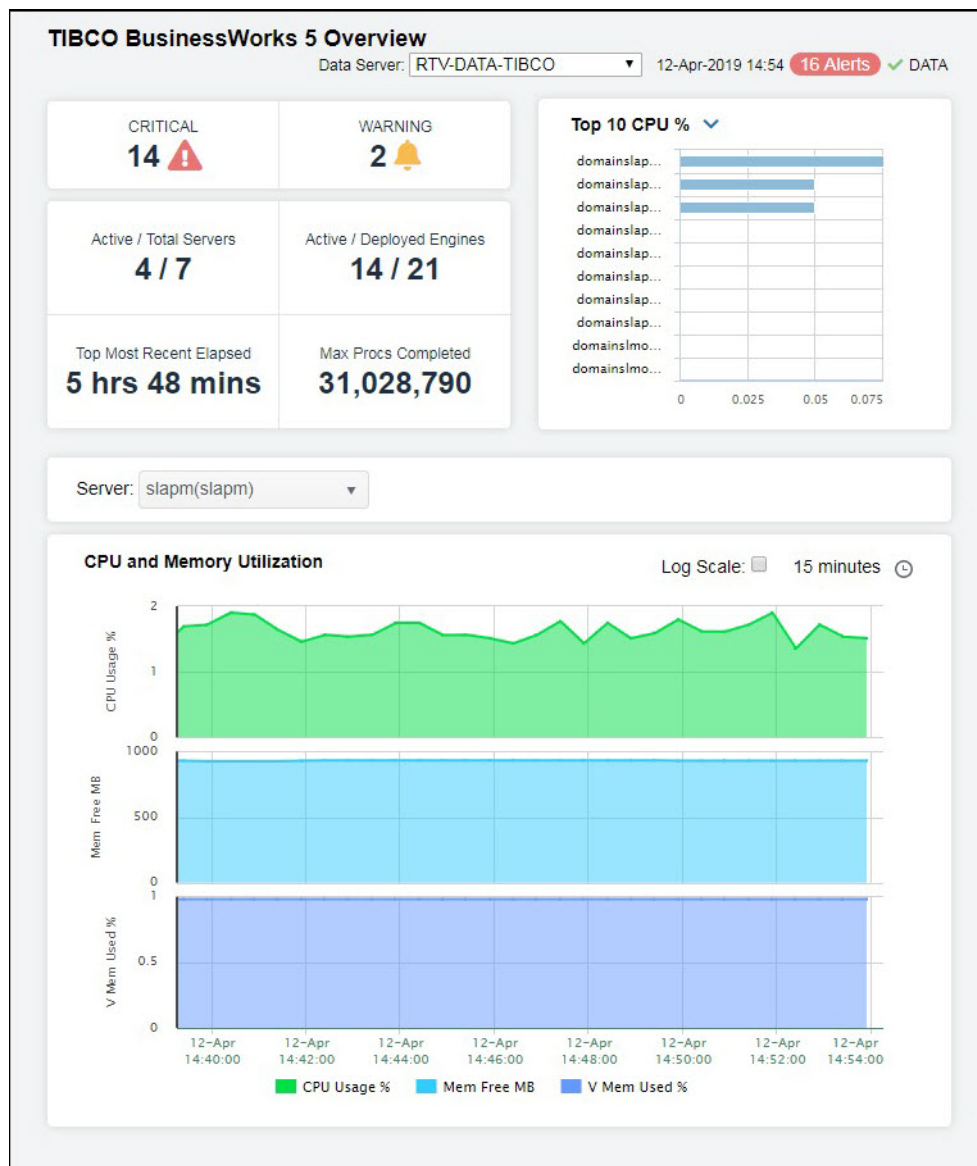 TIBCO BusinessWorks 5 Overview
Data Server: RTV-DATA-TIBCO 12-Apr-2019 14:54 16 Alerts DATA
CRITICAL
14
WARNING
2
Active / Total Servers
4 / 7
Active / Deployed Engines
14 / 21
Top Most Recent Elapsed
5 hrs 48 mins
Max Procs Completed
31,028,790
Top 10 CPU %
domainslap...
domainslap...
domainslap...
domainslap...
domainslap...
domainslap...
domainslap...
domainslap...
domainslmo...
domainslmo...
0 0.025 0.05 0.075
Server: slapm(slapm)
CPU and Memory Utilization
Log Scale: 15 minutes
CPU Usage %
2
1
0
Mem Free MB
1000
500
0
V Mem Used %
1
0.5
0
12-Apr 12-Apr 12-Apr 12-Apr 12-Apr 12-Apr 12-Apr 12-Apr
14:40:00 14:42:00 14:44:00 14:46:00 14:48:00 14:50:00 14:52:00 14:54:00
CPU Usage % Mem Free MB V Mem Used %